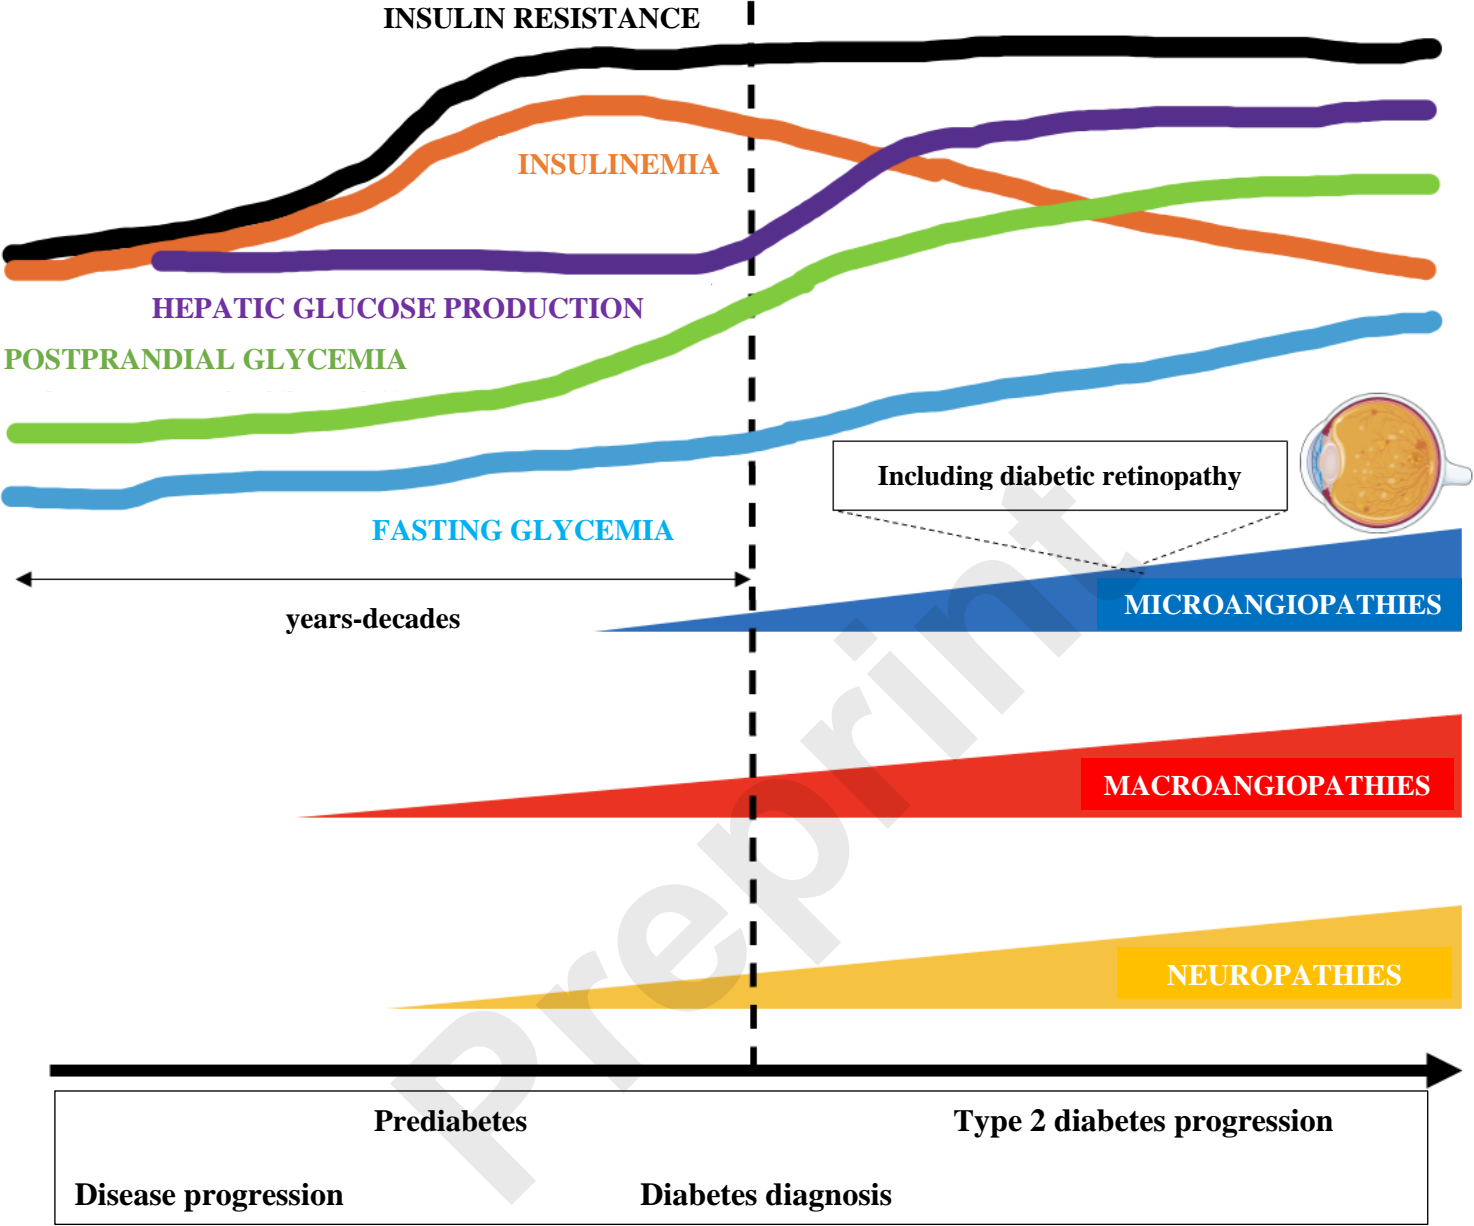 INSULIN RESISTANCE
INSULINEMIA
HEPATIC GLUCOSE PRODUCTION
POSTPRANDIAL GLYCEMIA
Including diabetic retinopathy
FASTING GLYCEMIA
years-decades
MICROANGIOPATHIES
MACROANGIOPATHIES
NEUROPATHIES
Preprint
Prediabetes
Type 2 diabetes progression
Disease progression
Diabetes diagnosis